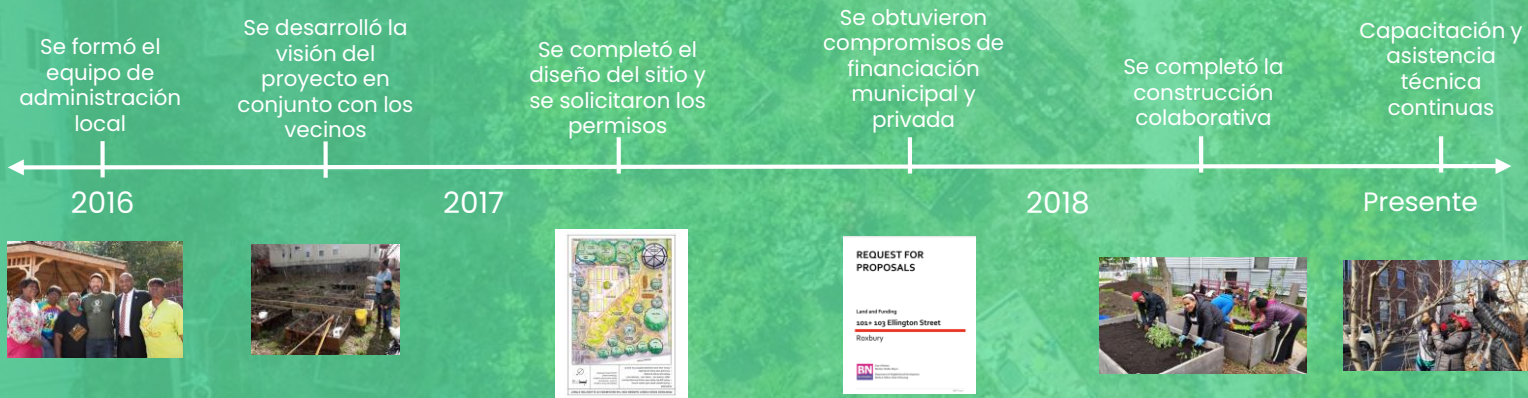 Se formó el
equipo de
administración
local
Se desarrolló la
visión del
proyecto en
conjunto con los
vecinos
Se completó el
diseño del sitio y
se solicitaron los
permisos
Se obtuvieron
compromisos de
financiación
municipal y
privada
Se completó la
construcción
colaborativa
Capacitación y
asistencia
técnica
continuas
2016
2017
2018
Presente
REQUEST FOR
PROPOSALS
Land and Funding
101+ 103 Ellington Street
Roxbury
BN